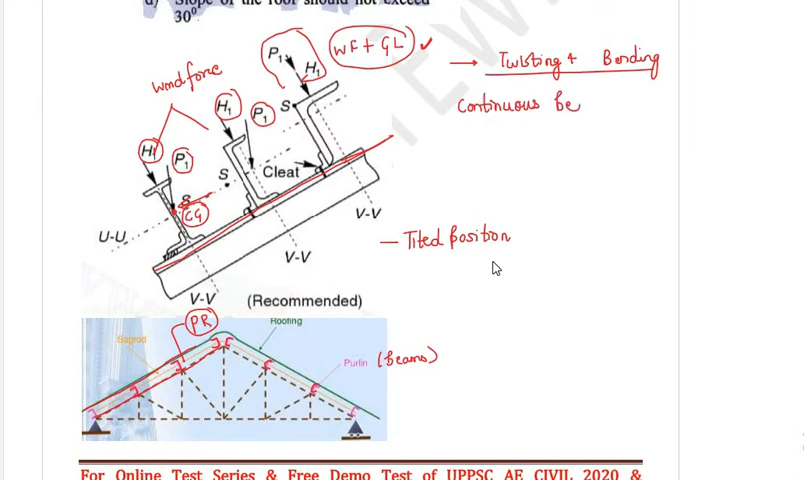 d) Slope of the roof should not exceed
30⁰
WF + GL ✓
P₁
H₁
→ Twisting + Bending
Continuous Be
Wind force
H₁
P₁
S
H₁
P₁
S
Cleat
S
CG
U-U
V-V
V-V
V-V
— Tited position
(Recommended)
PR
Sagrod
Roofing
Purlin (Beams)
For Online Test Series & Free Demo Test of UPPSC AE CIVIL 2020 &